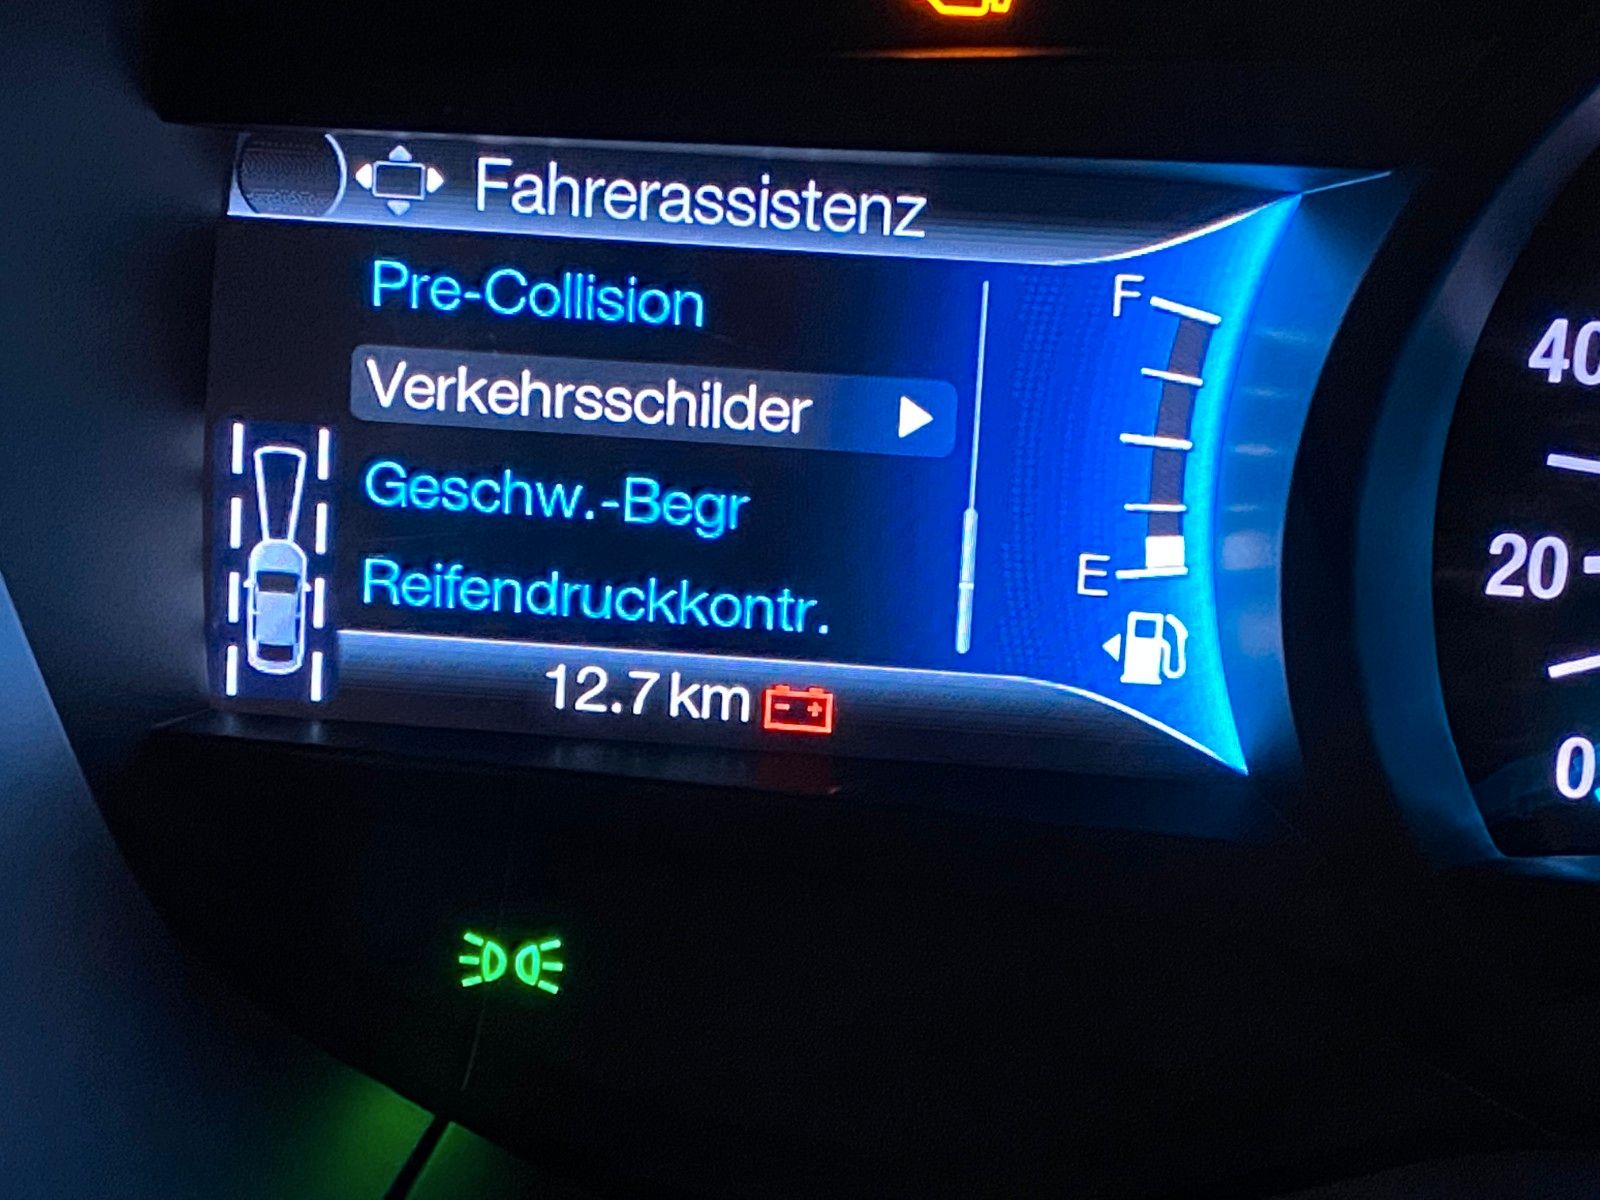 Fahrerassistenz
Pre-Collision
Verkehrsschilder
Geschw.-Begr
Reifendruckkontr.
12.7 km
F
E
40
20
0